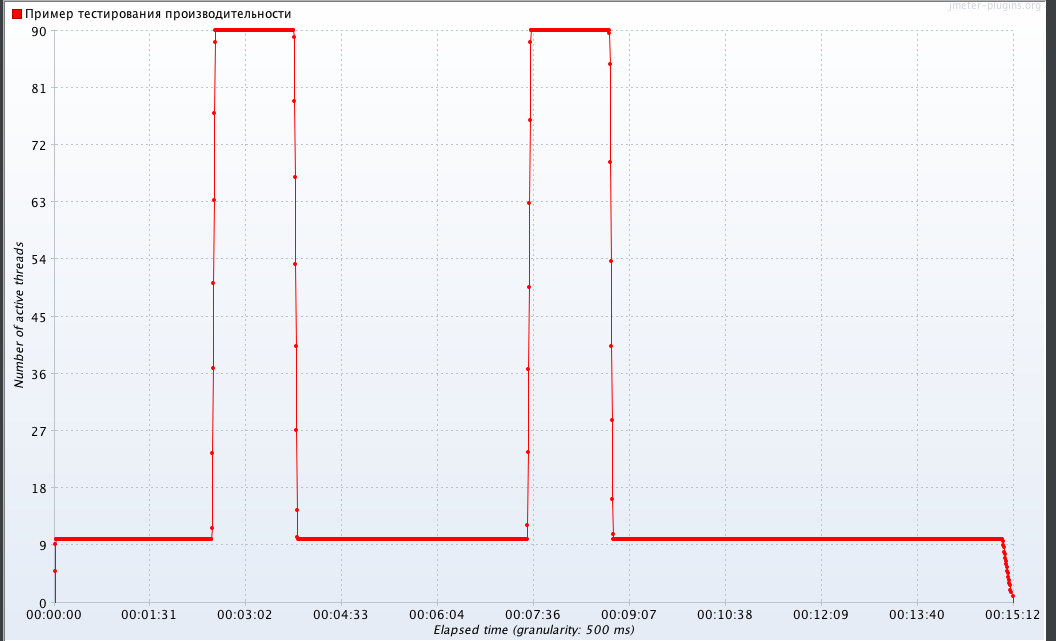 jmeter-plugins.org
Пример тестирования производительности
90
81
72
63
54
45
36
27
18
9
0
Number of active threads
00:00:00 00:01:31 00:03:02 00:04:33 00:06:04 00:07:36 00:09:07 00:10:38 00:12:09 00:13:40 00:15:12
Elapsed time (granularity: 500 ms)